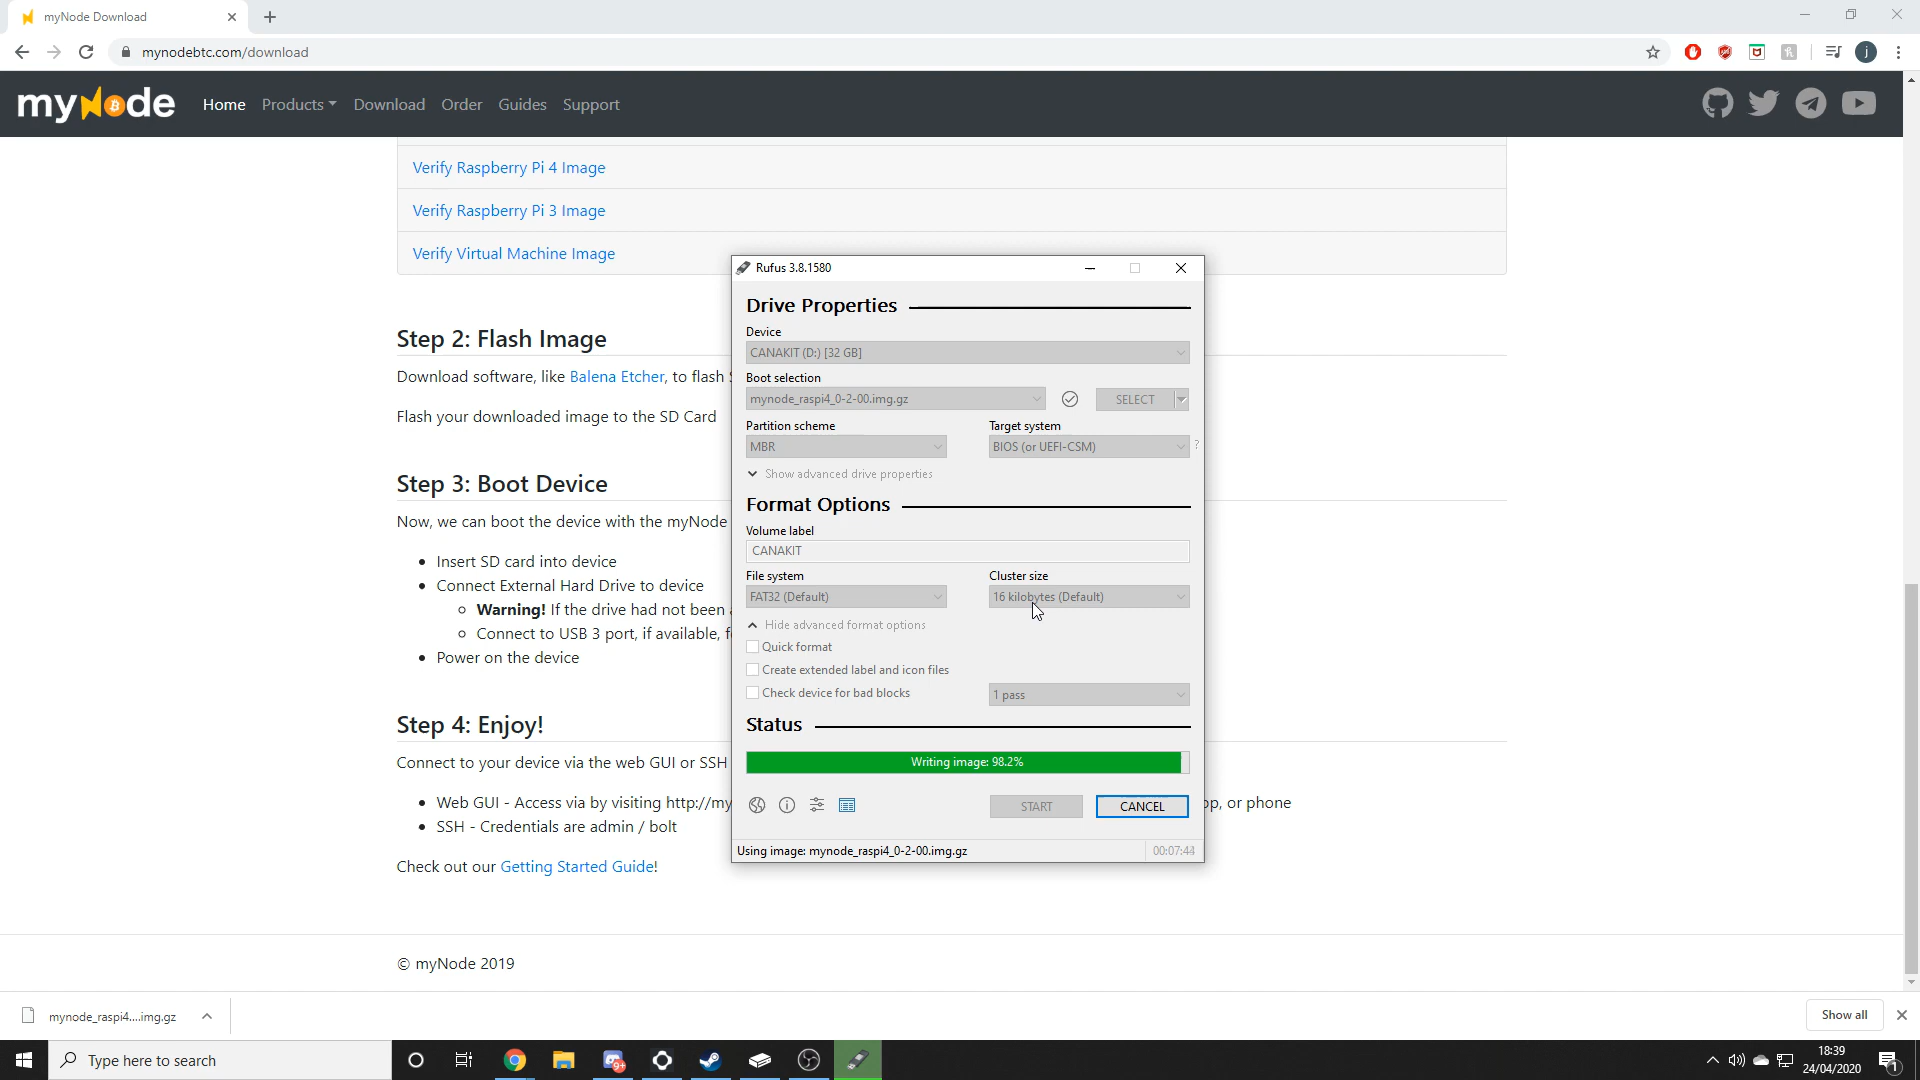 myNode Download
mynodebtc.com/download
j
myNode
Home Products Download Order Guides Support
Verify Raspberry Pi 4 Image
Verify Raspberry Pi 3 Image
Verify Virtual Machine Image
Step 2: Flash Image
Download software, like Balena Etcher, to flash
Flash your downloaded image to the SD Card
Step 3: Boot Device
Now, we can boot the device with the myNode
Insert SD card into device
Connect External Hard Drive to device
Warning! If the drive had not been
Connect to USB 3 port, if available,
Power on the device
Step 4: Enjoy!
Connect to your device via the web GUI or SSH
Web GUI - Access via by visiting http://my
or phone
SSH - Credentials are admin / bolt
Check out our Getting Started Guide!
© myNode 2019
Rufus 3.8.1580
Drive Properties
Device
CANAKIT (D:) [32 GB]
Boot selection
mynode_raspi4_0-2-00.img.gz
SELECT
Partition scheme
Target system
MBR
BIOS (or UEFI-CSM)
?
Show advanced drive properties
Format Options
Volume label
CANAKIT
File system
Cluster size
FAT32 (Default)
16 kilobytes (Default)
Hide advanced format options
Quick format
Create extended label and icon files
Check device for bad blocks
1 pass
Status
Writing image: 98.2%
START
CANCEL
Using image: mynode_raspi4_0-2-00.img.gz
00:07:44
mynode_raspi4....img.gz
Show all
Type here to search
9+
18:39
24/04/2020
1